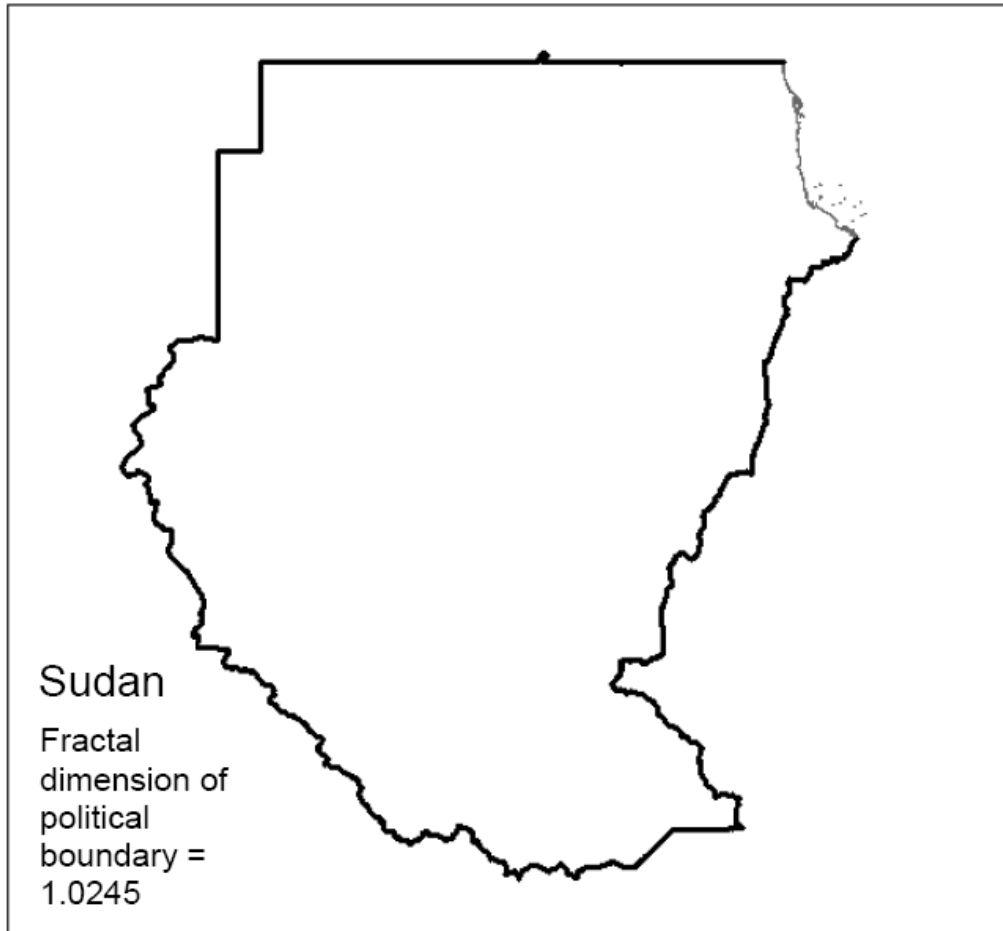 Sudan
Fractal
dimension of
political
boundary =
1.0245